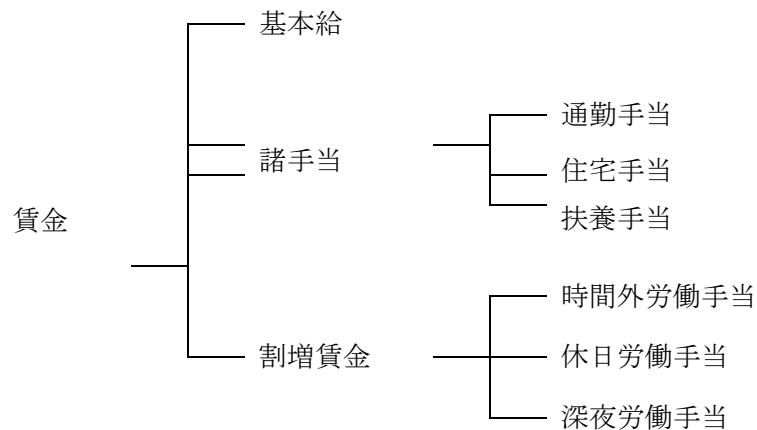 賃金
基本給
諸手当
通勤手当
住宅手当
扶養手当
割増賃金
時間外労働手当
休日労働手当
深夜労働手当